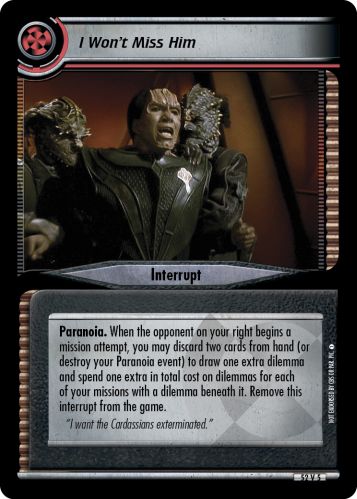 I Won't Miss Him
Interrupt
Paranoia. When the opponent on your right begins a
mission attempt, you may discard two cards from hand (or
destroy your Paranoia event) to draw one extra dilemma
and spend one extra in total cost on dilemmas for each
of your missions with a dilemma beneath it. Remove this
interrupt from the game.
"I want the Cardassians exterminated."
NOT ENDORSED BY CBS OR PAR. PIC.
52 V 5